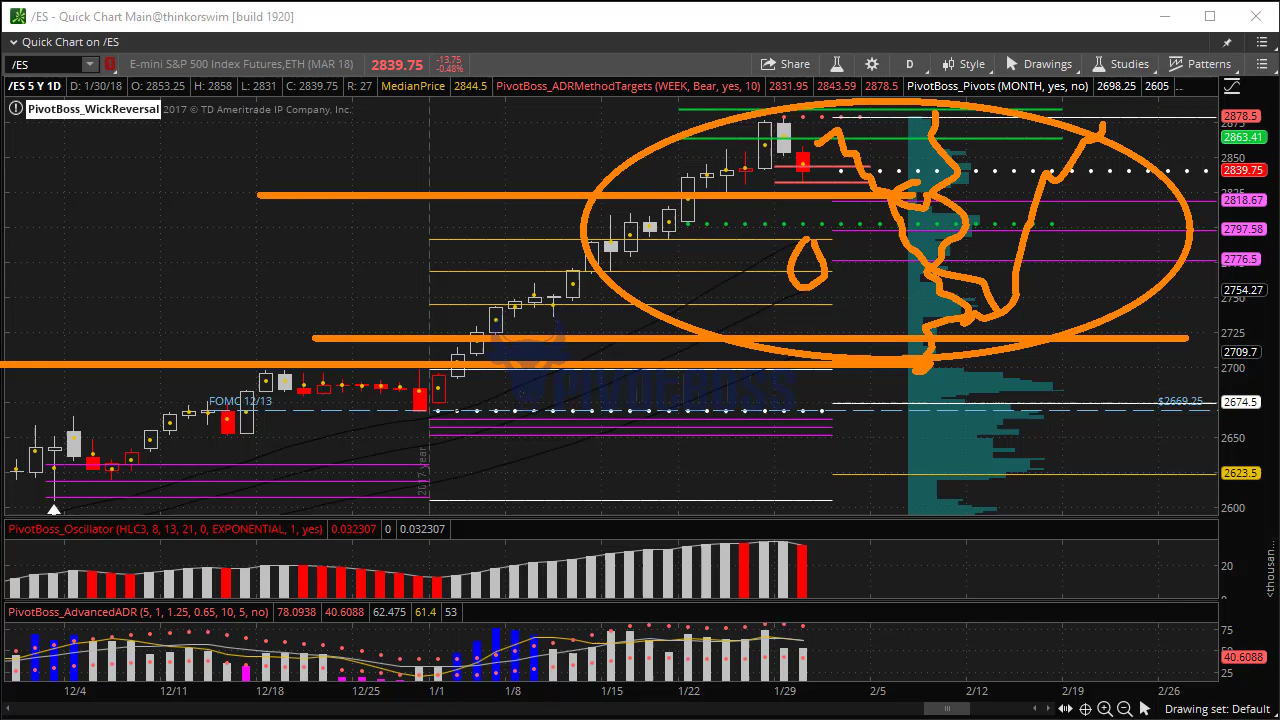 /ES - Quick Chart Main@thinkorswim [build 1920]
Quick Chart on /ES
/ES E-mini S&P 500 Index Futures,ETH (MAR 18) 2839.75 -13.75 -0.48% Share D Style Drawings Studies Patterns
/ES 5 Y 1D D: 1/30/18 O: 2853.25 H: 2858 L: 2831 C: 2839.75 R: 27 MedianPrice 2844.5 PivotBoss_ADRMethodTargets (WEEK, Bear, yes, 10) 2831.95 2843.59 2878.5 PivotBoss_Pivots (MONTH, yes, no) 2698.25 2605 ...
PivotBoss_WickReversal 2017 © TD Ameritrade IP Company, Inc.
2878.5
2875
2863.41
2850
2839.75
2825
2818.67
2797.58
2776.5
2754.27
2750
2725
2709.7
2700
FOMC 12/13
$2669.25
2674.5
2650
2017 year
2623.5
2600
PivotBoss_Oscillator (HLC3, 8, 13, 21, 0, EXPONENTIAL, 1, yes) 0.032307 0 0.032307
20
0
<thousan...
PivotBoss_AdvancedADR (5, 1, 1.25, 0.65, 10, 5, no) 78.0938 40.6088 62.475 61.4 53
75
50
40.6088
25
12/4 12/11 12/18 12/25 1/1 1/8 1/15 1/22 1/29 2/5 2/12 2/19 2/26
Drawing set: Default